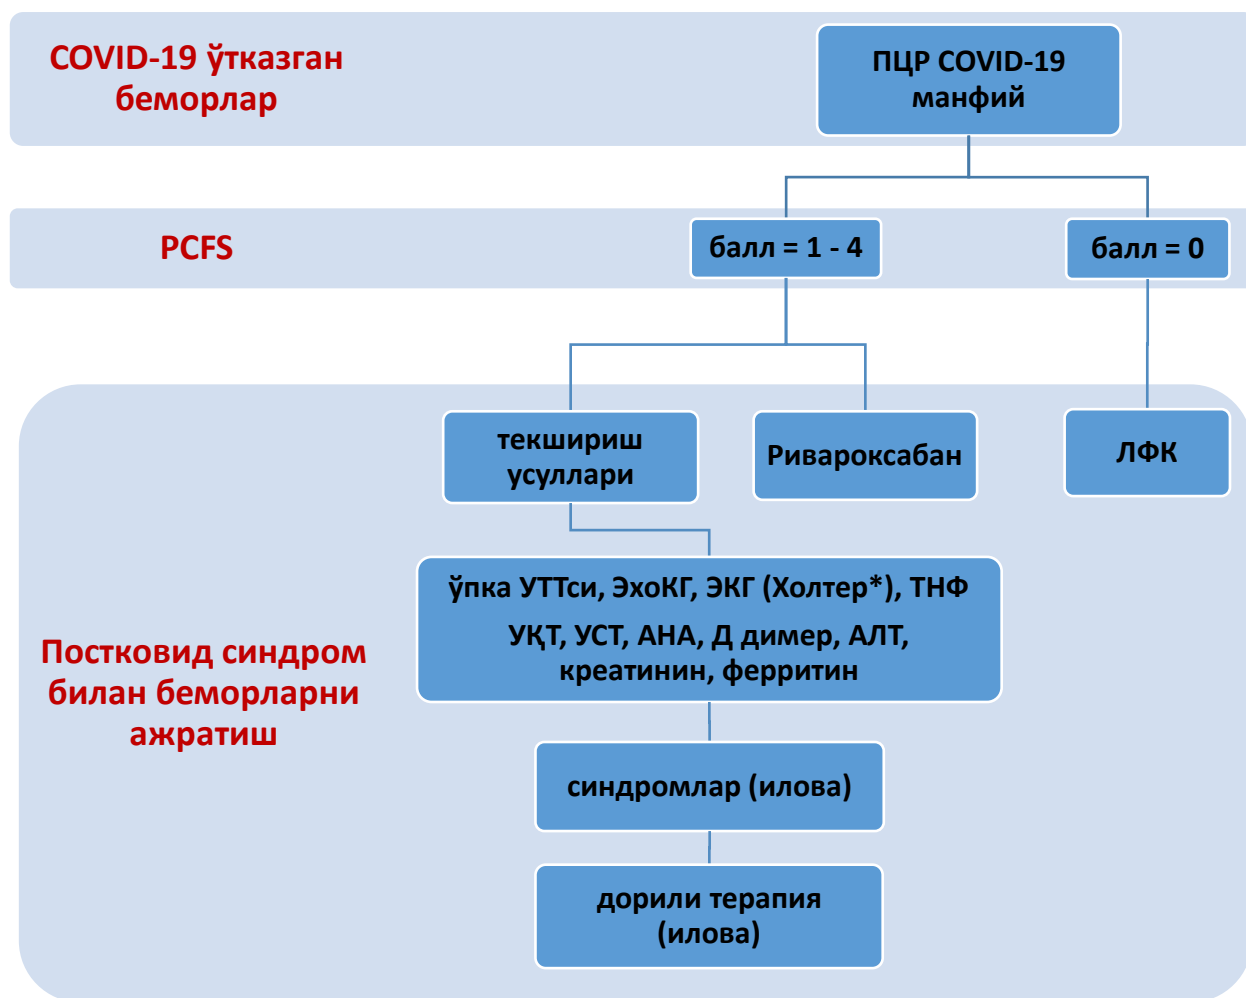 COVID-19 ўтказган
беморлар
ПЦР COVID-19
манфий
PCFS
балл = 1 - 4
балл = 0
текшириш
усуллари
Ривароксабан
ЛФК
ўпка УТТси, ЭхоКГ, ЭКГ (Холтер*), ТНФ
УҚТ, УСТ, АНА, Д димер, АЛТ,
креатинин, ферритин
Постковид синдром
билан беморларни
ажратиш
синдромлар (илова)
дорили терапия
(илова)